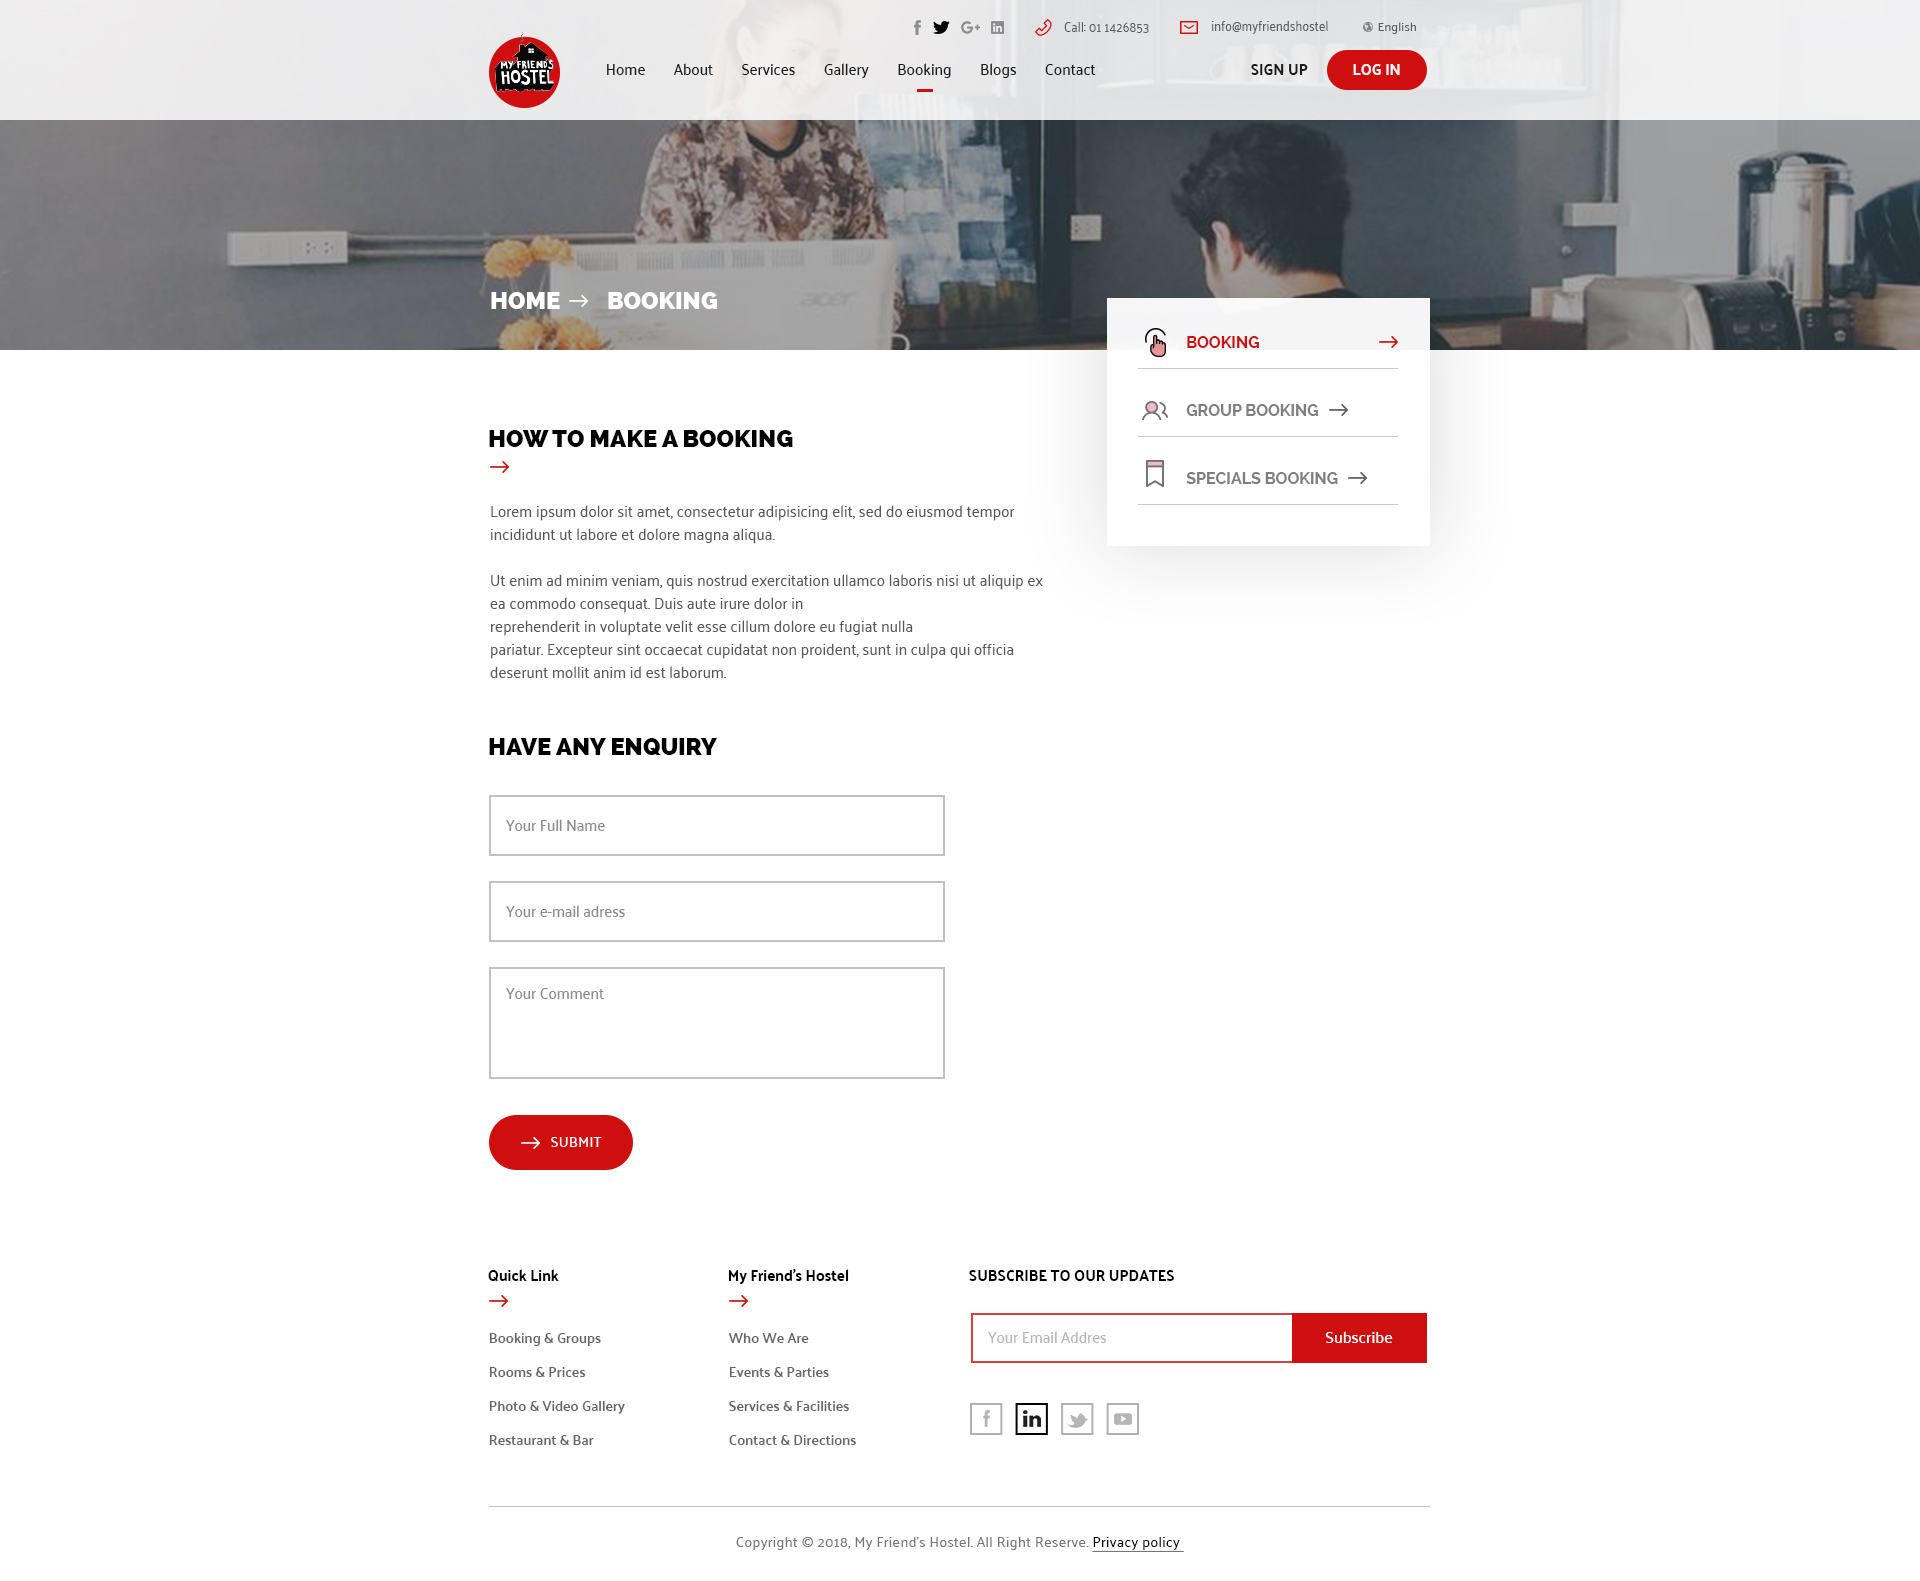 Call: 01 1426853
info@myfriendshostel
English
MY FRIEND'S
HOSTEL
Home
About
Services
Gallery
Booking
Blogs
Contact
SIGN UP
LOG IN
acer
HOME
BOOKING
BOOKING
GROUP BOOKING
SPECIALS BOOKING
HOW TO MAKE A BOOKING
Lorem ipsum dolor sit amet, consectetur adipisicing elit, sed do eiusmod tempor
incididunt ut labore et dolore magna aliqua.
Ut enim ad minim veniam, quis nostrud exercitation ullamco laboris nisi ut aliquip ex
ea commodo consequat. Duis aute irure dolor in
reprehenderit in voluptate velit esse cillum dolore eu fugiat nulla
pariatur. Excepteur sint occaecat cupidatat non proident, sunt in culpa qui officia
deserunt mollit anim id est laborum.
HAVE ANY ENQUIRY
Your Full Name
Your e-mail adress
Your Comment
SUBMIT
Quick Link
Booking & Groups
Rooms & Prices
Photo & Video Gallery
Restaurant & Bar
My Friend's Hostel
Who We Are
Events & Parties
Services & Facilities
Contact & Directions
SUBSCRIBE TO OUR UPDATES
Your Email Addres
Subscribe
Copyright © 2018, My Friend's Hostel. All Right Reserve. Privacy policy